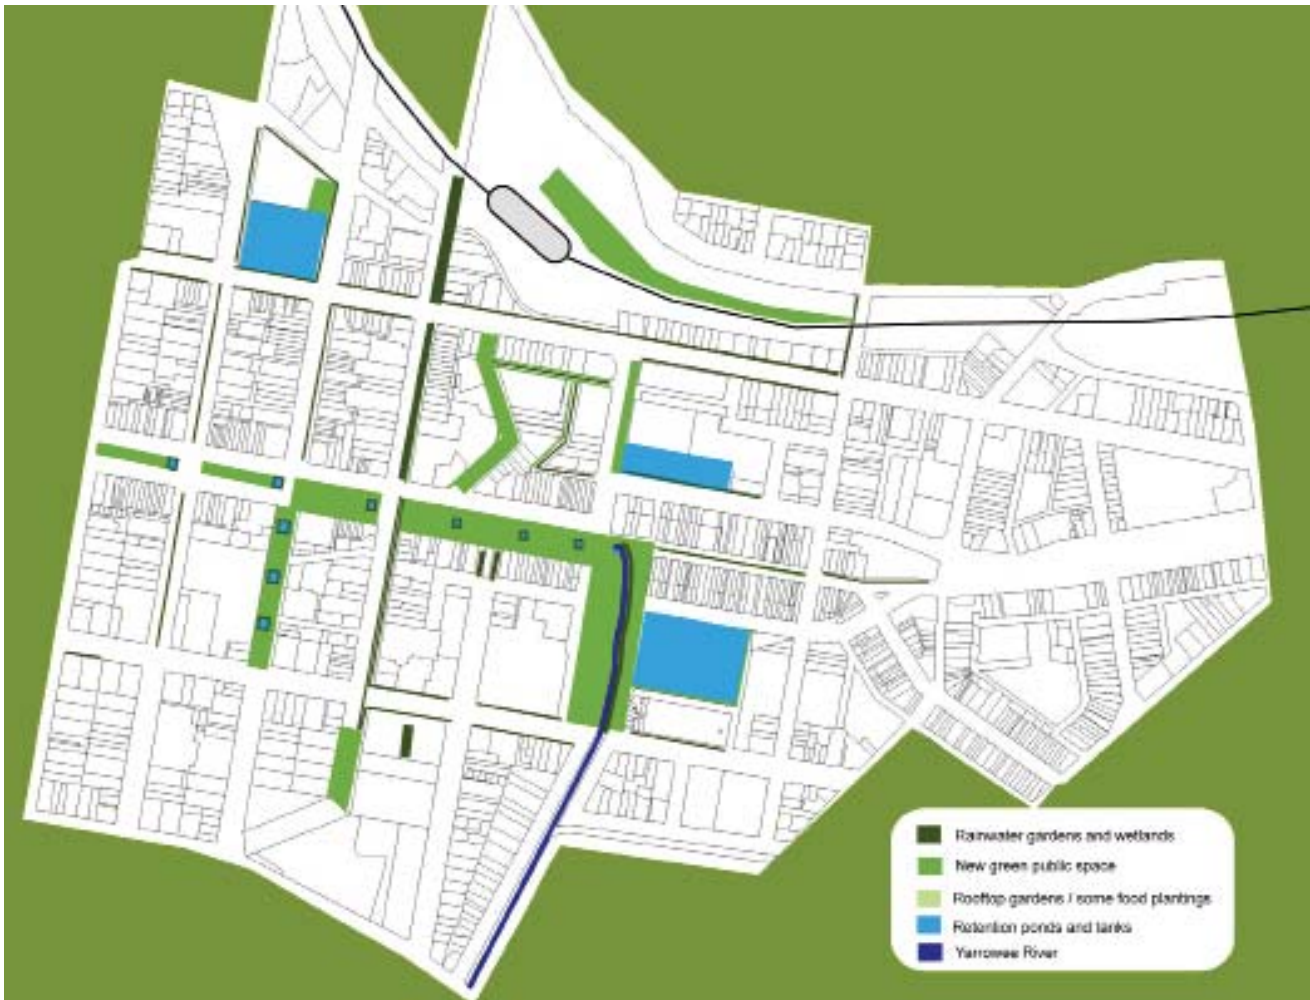 Rainwater gardens and wetlands
New green public space
Rooftop gardens / some food plantings
Retention ponds and tanks
Yarrowee River